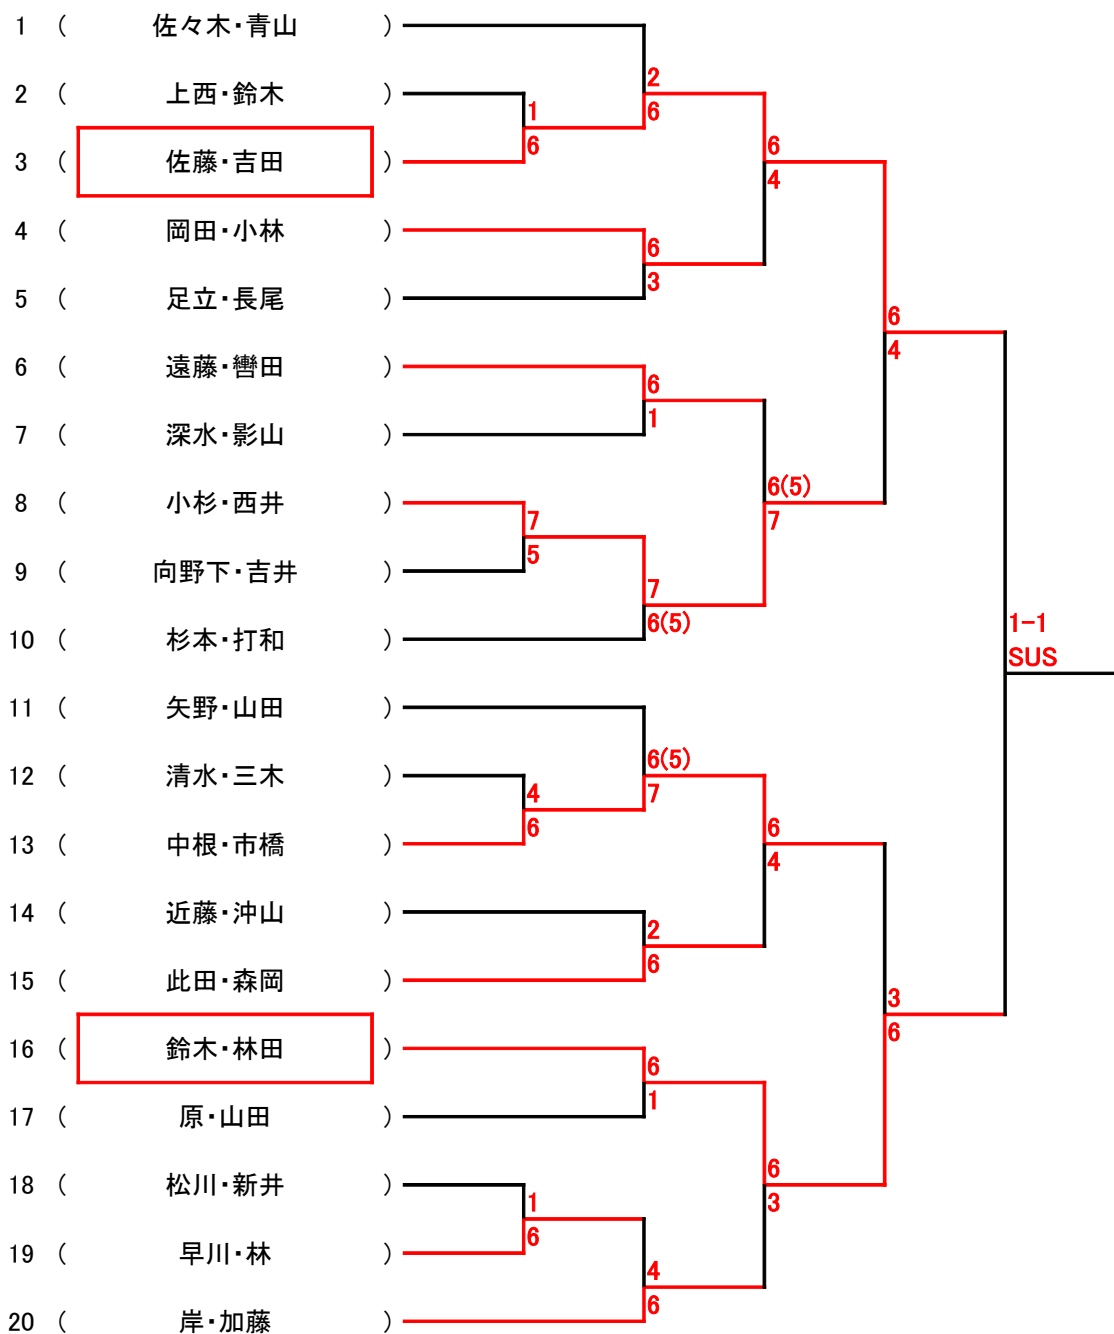 1 ( 佐々木・青山 )
2
2 ( 上西・鈴木 )
1
6
6
6
3 ( 佐藤・吉田 )
4
4 ( 岡田・小林 )
6
3
5 ( 足立・長尾 )
6
4
6 ( 遠藤・轡田 )
6
1
7 ( 深水・影山 )
6(5)
8 ( 小杉・西井 )
7
7
5
9 ( 向野下・吉井 )
7
6(5)
10 ( 杉本・打和 )
1-1
SUS
11 ( 矢野・山田 )
6(5)
12 ( 清水・三木 )
4
7
6
6
13 ( 中根・市橋 )
4
14 ( 近藤・沖山 )
2
6
15 ( 此田・森岡 )
3
6
16 ( 鈴木・林田 )
6
1
17 ( 原・山田 )
6
18 ( 松川・新井 )
1
3
6
19 ( 早川・林 )
4
6
20 ( 岸・加藤 )